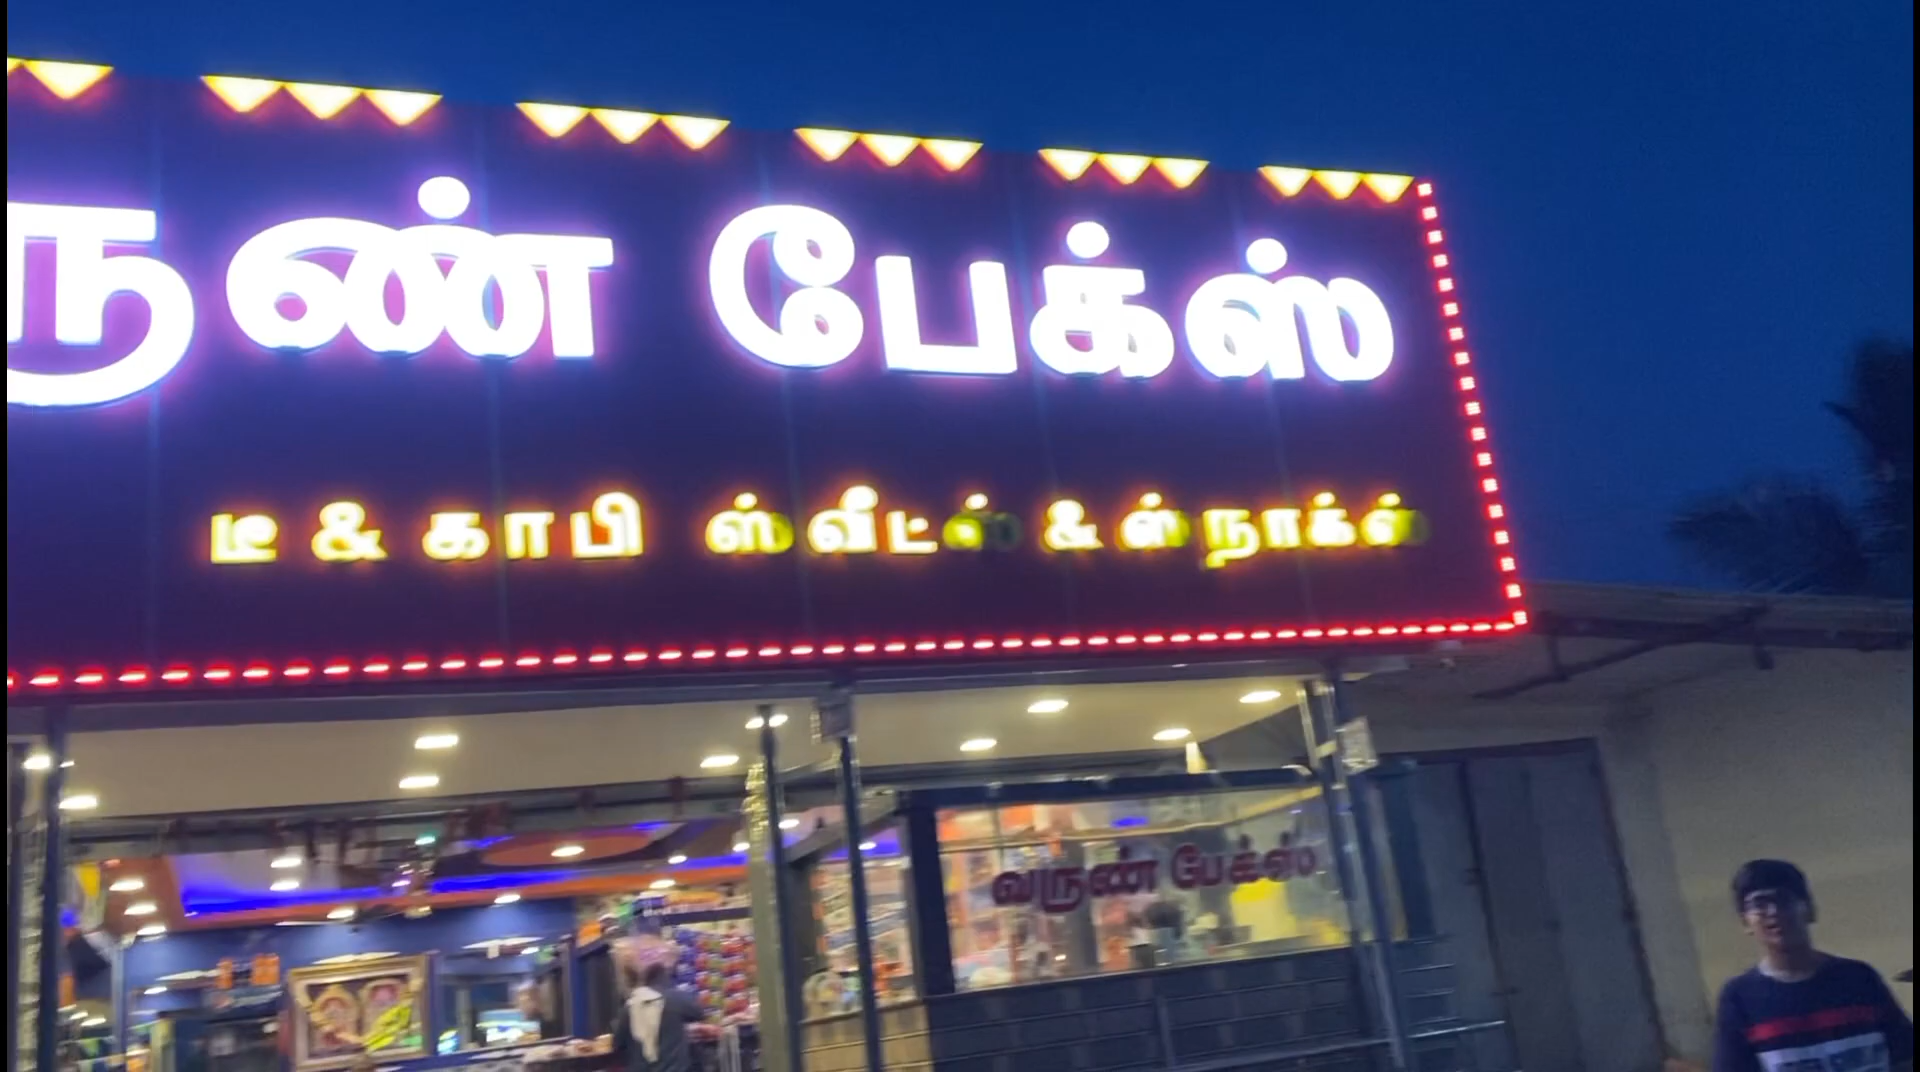 ருண் பேக்ஸ்
டீ & காபி ஸ்வீட்ஸ் & ஸ்நாக்ஸ்
வருண் பேக்ஸ்